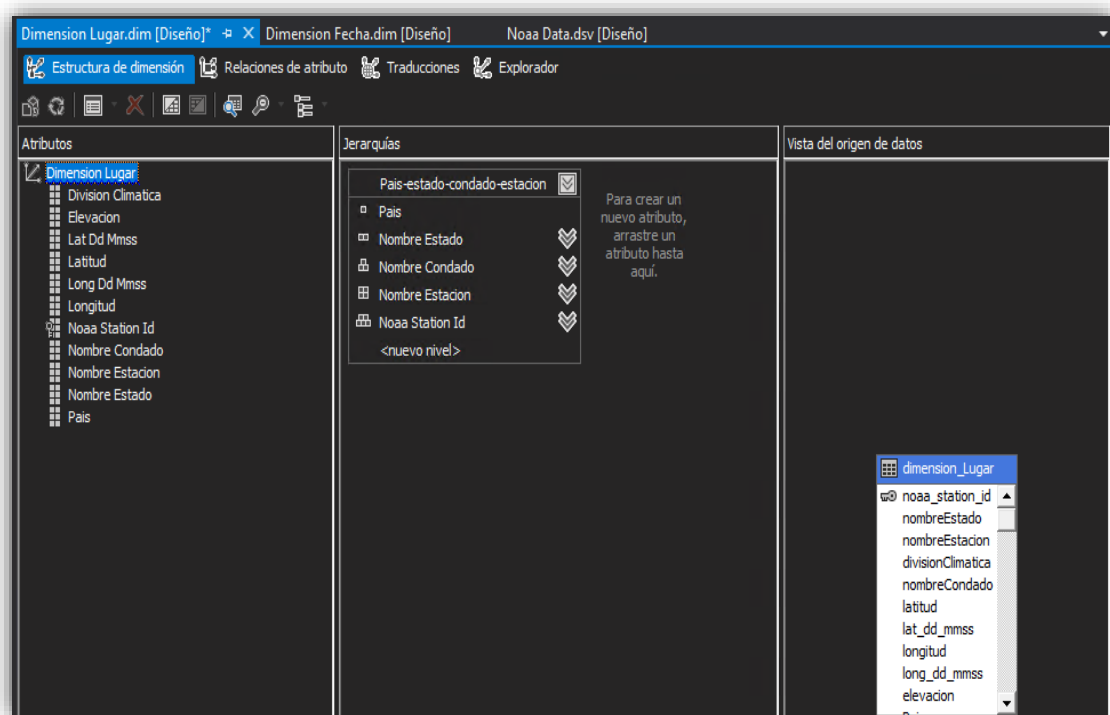 Dimension Lugar.dim [Diseño]* Dimension Fecha.dim [Diseño] Noaa Data.dsv [Diseño]
Estructura de dimensión Relaciones de atributo Traducciones Explorador
Atributos
Dimension Lugar
Division Climatica
Elevacion
Lat Dd Mmss
Latitud
Long Dd Mmss
Longitud
Noaa Station Id
Nombre Condado
Nombre Estacion
Nombre Estado
Pais
Jerarquías
Pais-estado-condado-estacion
Pais
Nombre Estado
Nombre Condado
Nombre Estacion
Noaa Station Id
<nuevo nivel>
Para crear un
nuevo atributo,
arrastre un
atributo hasta
aquí.
Vista del origen de datos
dimension_Lugar
noaa_station_id
nombreEstado
nombreEstacion
divisionClimatica
nombreCondado
latitud
lat_dd_mmss
longitud
long_dd_mmss
elevacion